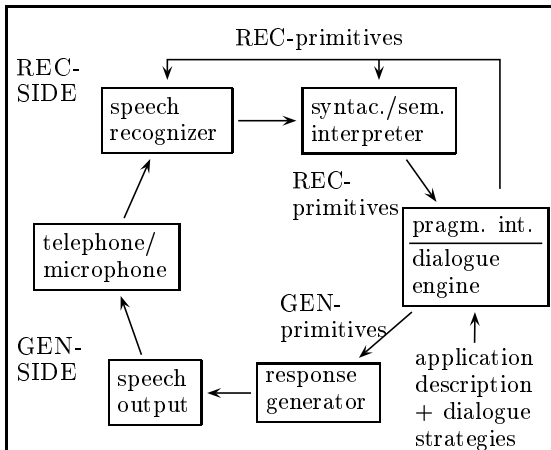 REC-primitives
REC-
SIDE
speech
recognizer
syntac./sem.
interpreter
REC-
primitives
telephone/
microphone
pragm. int.
dialogue
engine
GEN-
primitives
GEN-
SIDE
speech
output
response
generator
application
description
+ dialogue
strategies